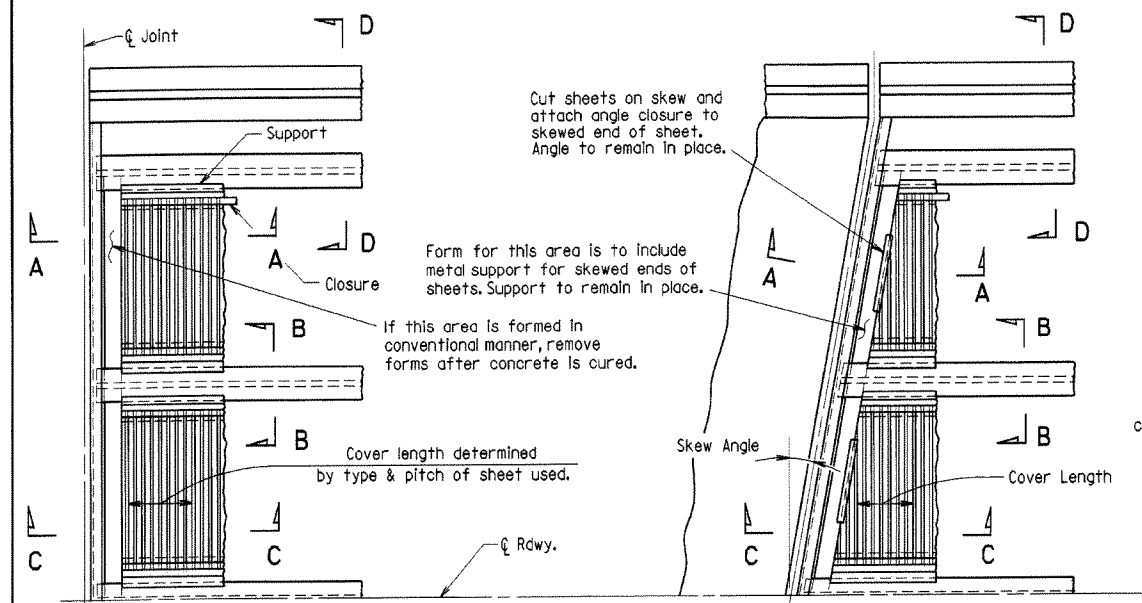 ℄ Joint
D
Support
A
A
D
Closure
B
If this area is formed in
conventional manner, remove
forms after concrete is cured.
B
Cover length determined
by type & pitch of sheet used.
C
C
℄ Rdwy.
D
Cut sheets on skew and
attach angle closure to
skewed end of sheet.
Angle to remain in place.
D
Form for this area is to include
metal support for skewed ends of
sheets. Support to remain in place.
A
A
B
B
Skew Angle
Cover Length
C
C
c